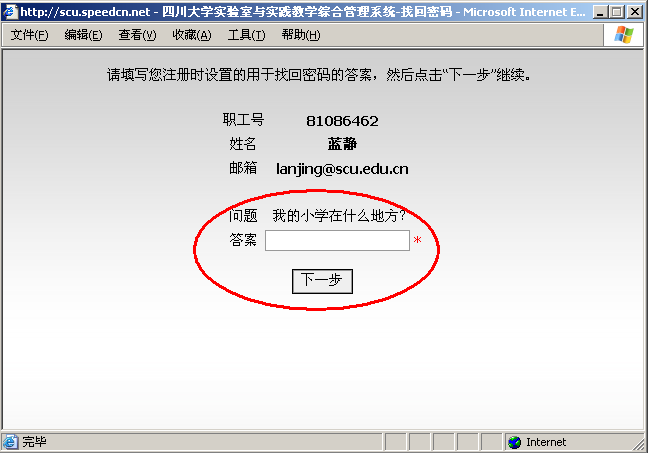 http://scu.speedcn.net - 四川大学实验室与实践教学综合管理系统-找回密码 - Microsoft Internet E...
文件(F) 编辑(E) 查看(V) 收藏(A) 工具(T) 帮助(H)
请填写您注册时设置的用于找回密码的答案，然后点击“下一步”继续。
职工号 81086462
姓名 蓝静
邮箱 lanjing@scu.edu.cn
问题 我的小学在什么地方?
答案 *
下一步
完毕 Internet